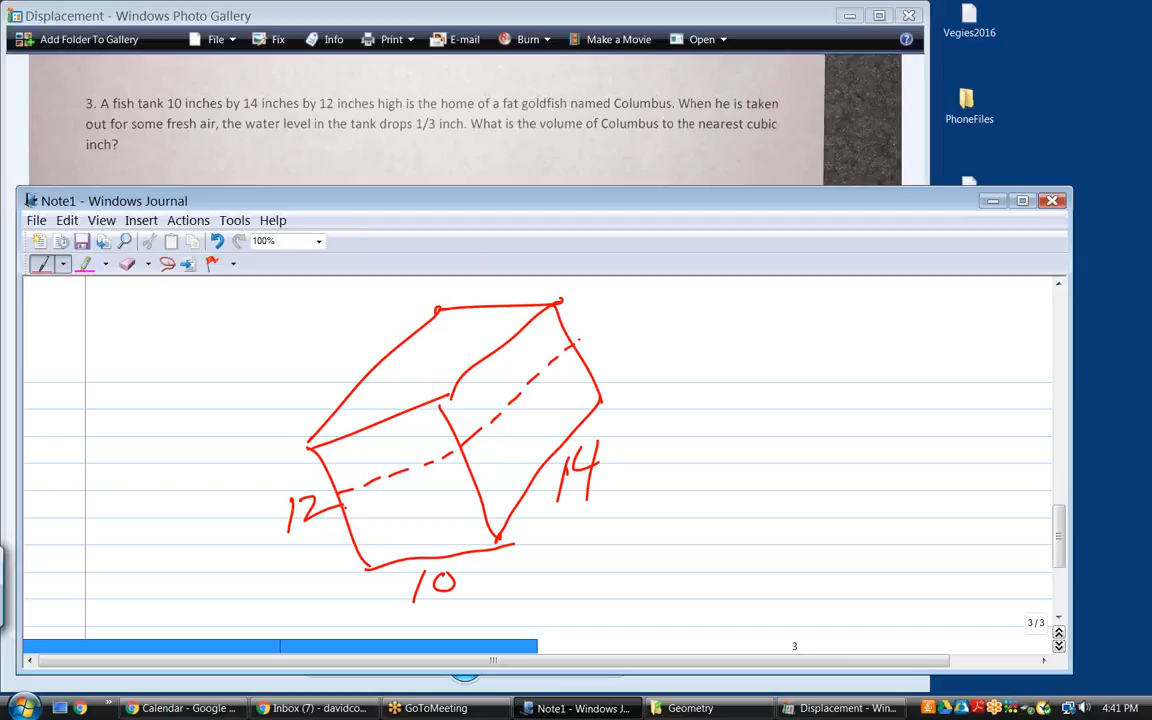 Displacement - Windows Photo Gallery
Add Folder To Gallery File Fix Info Print E-mail Burn Make a Movie Open
Vegies2016
PhoneFiles
3. A fish tank 10 inches by 14 inches by 12 inches high is the home of a fat goldfish named Columbus. When he is taken
out for some fresh air, the water level in the tank drops 1/3 inch. What is the volume of Columbus to the nearest cubic
inch?
Note1 - Windows Journal
File Edit View Insert Actions Tools Help
100%
12
14
10
3/3
3
Calendar - Google ... Inbox (7) - davidco... GoToMeeting Note1 - Windows J... Geometry Displacement - Win... 4:41 PM